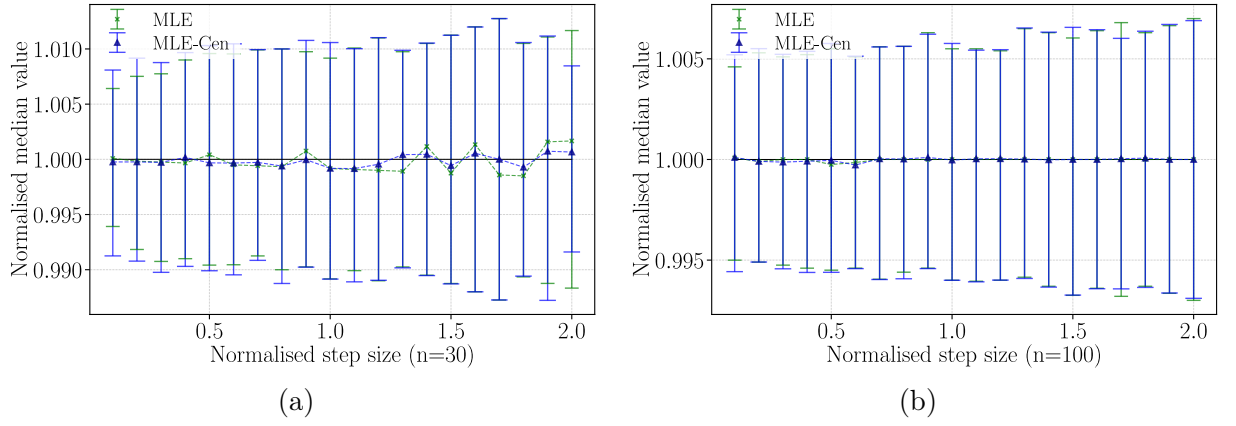 MLE
MLE-Cen
1.010
1.005
1.000
0.995
0.990
Normalised median value
0.5
1.0
1.5
2.0
Normalised step size (n=30)
(a)
MLE
MLE-Cen
1.005
1.000
0.995
Normalised median value
0.5
1.0
1.5
2.0
Normalised step size (n=100)
(b)